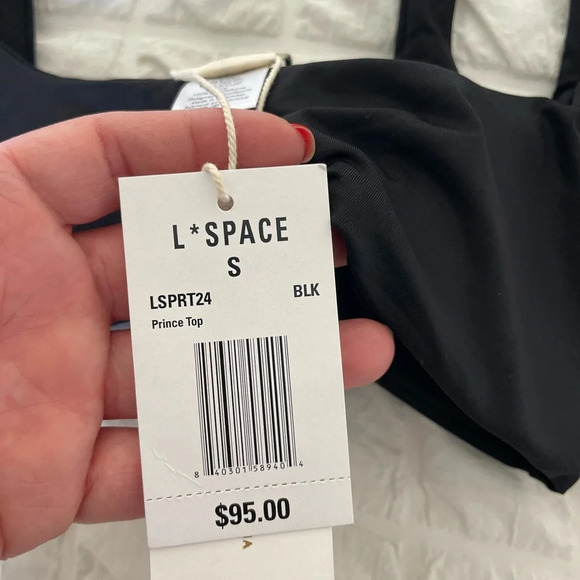 L*SPACE
S
LSPRT24 BLK
Prince Top
8 40301 58940 4
$95.00